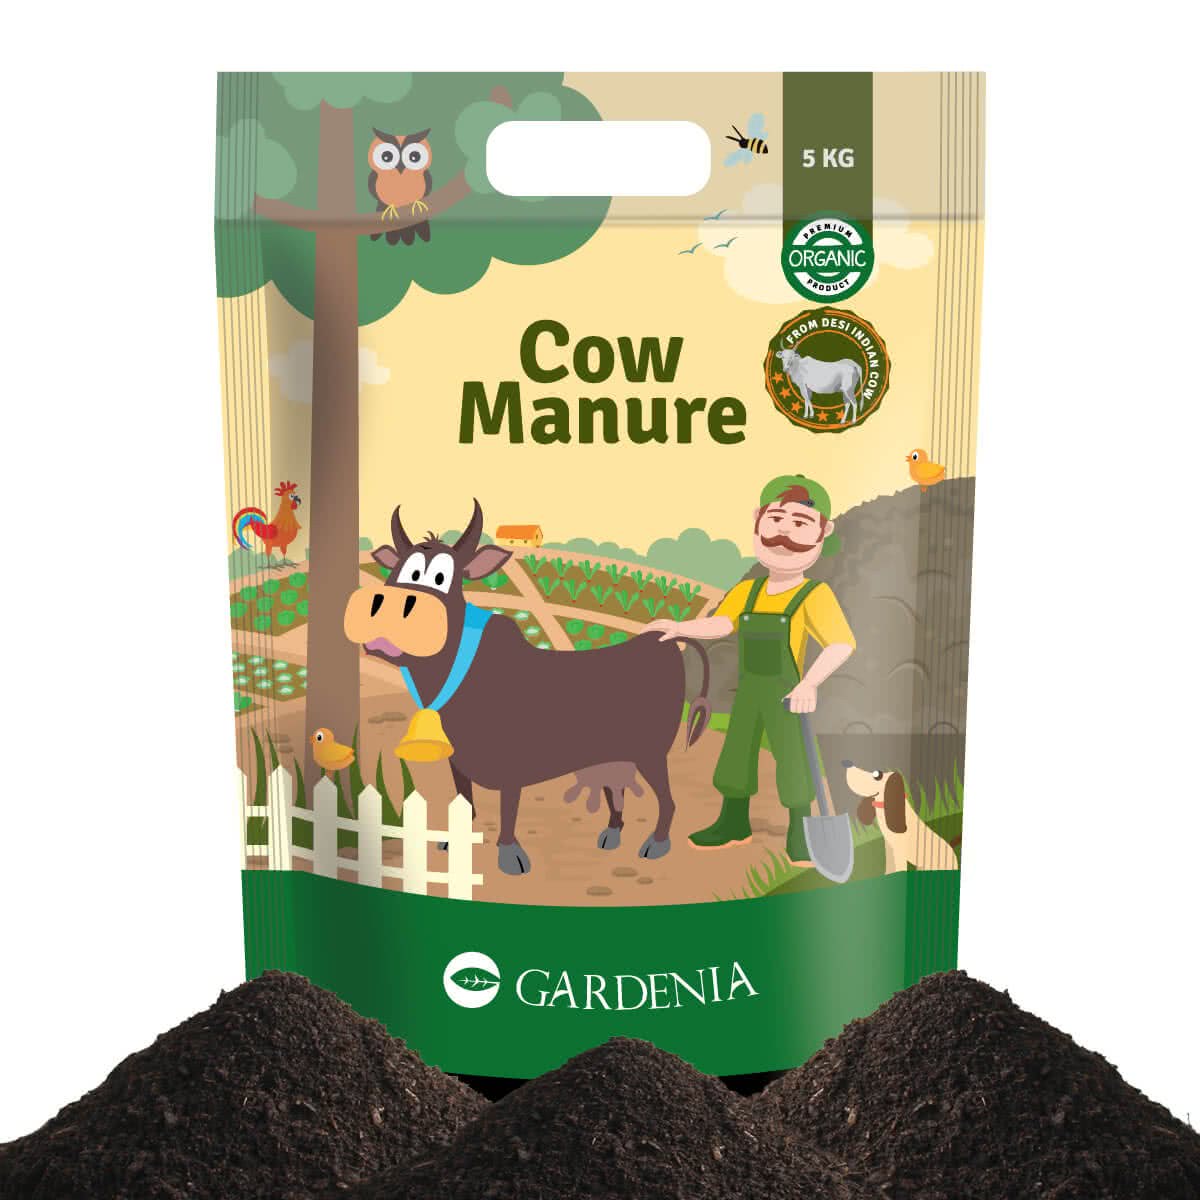 5 KG
PREMIUM
ORGANIC
PRODUCT
FROM DESI INDIAN COW
Cow
Manure
GARDENIA